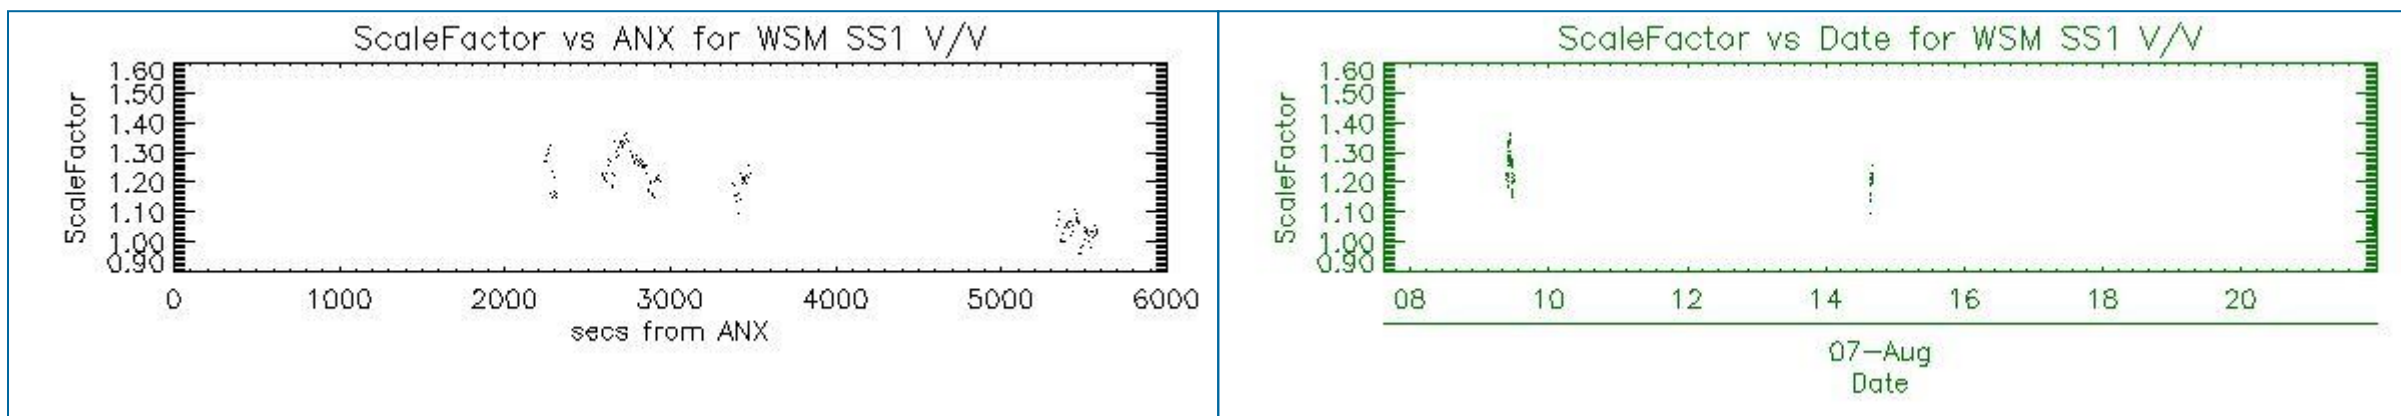 ScaleFactor vs ANX for WSM SS1 V/V
ScaleFactor
1.60
1.50
1.40
1.30
1.20
1.10
1.00
0.90
0 1000 2000 3000 4000 5000 6000
secs from ANX
ScaleFactor vs Date for WSM SS1 V/V
ScaleFactor
1.60
1.50
1.40
1.30
1.20
1.10
1.00
0.90
08 10 12 14 16 18 20
07-Aug
Date